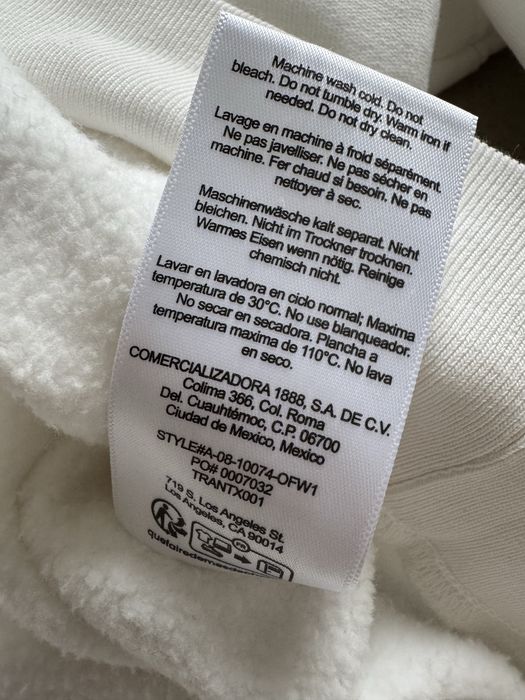 Machine wash cold. Do not
bleach. Do not tumble dry. Warm iron if
needed. Do not dry clean.
Lavage en machine à froid séparément.
Ne pas javelliser. Ne pas sécher en
machine. Fer chaud si besoin. Ne pas
nettoyer à sec.
Maschinenwäsche kalt separat. Nicht
bleichen. Nicht im Trockner trocknen.
Warmes Eisen wenn nötig. Reinige
chemisch nicht.
Lavar en lavadora en ciclo normal; Maxima
temperatura de 30°C. No use blanqueador.
No secar en secadora. Plancha a
temperatura maxima de 110°C. No lava
en seco.
COMERCIALIZADORA 1888, S.A. DE C.V.
Colima 366, Col. Roma
Del. Cuauhtémoc, C.P. 06700
Ciudad de Mexico, Mexico
STYLE#A-08-10074-OFW1
PO# 0007032
TRANTX001
719 S. Los Angeles St.
Los Angeles, CA 90014
FR